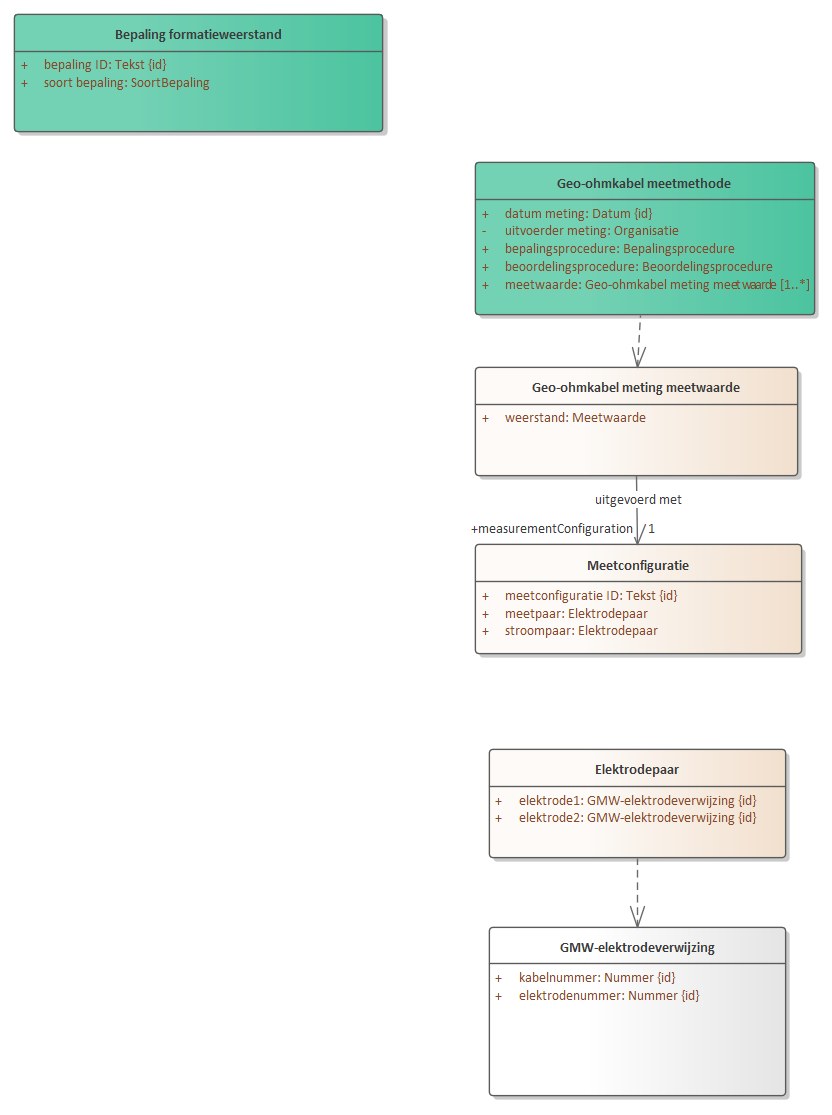 Bepaling formatieweerstand
+ bepaling ID: Tekst {id}
+ soort bepaling: SoortBepaling
Geo-ohmkabel meetmethode
+ datum meting: Datum {id}
- uitvoerder meting: Organisatie
+ bepalingsprocedure: Bepalingsprocedure
+ beoordelingsprocedure: Beoordelingsprocedure
+ meetwaarde: Geo-ohmkabel meting meetwaarde [1..*]
Geo-ohmkabel meting meetwaarde
+ weerstand: Meetwaarde
uitgevoerd met
+measurementConfiguration 1
Meetconfiguratie
+ meetconfiguratie ID: Tekst {id}
+ meetpaar: Elektrodepaar
+ stroompaar: Elektrodepaar
Elektrodepaar
+ elektrode1: GMW-elektrodeverwijzing {id}
+ elektrode2: GMW-elektrodeverwijzing {id}
GMW-elektrodeverwijzing
+ kabelnummer: Nummer {id}
+ elektrodenummer: Nummer {id}